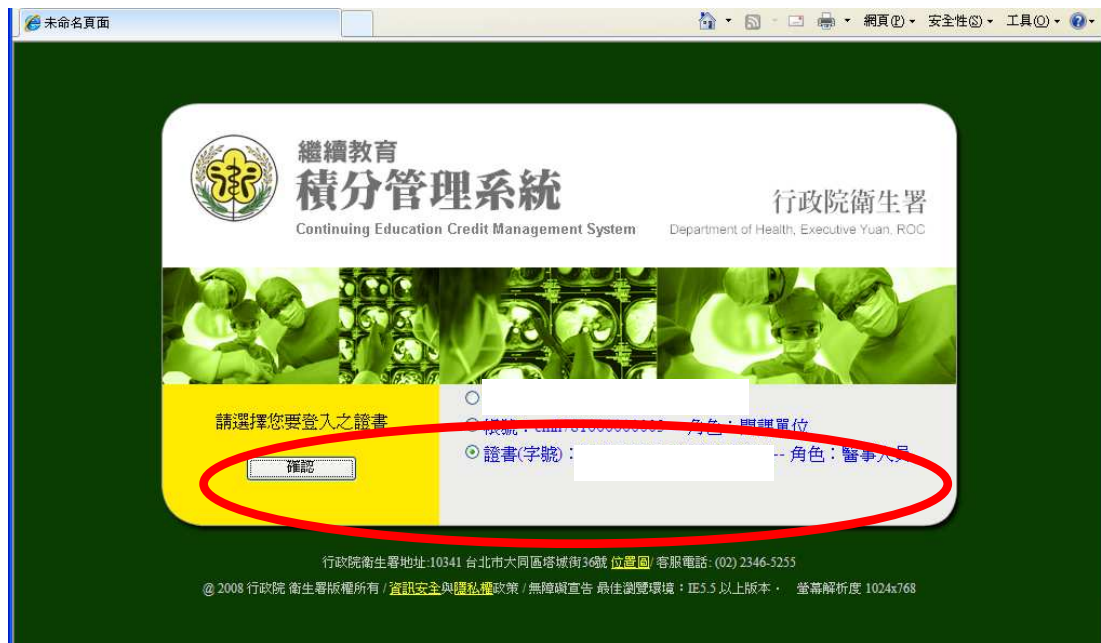 未命名頁面
網頁(P) 安全性(S) 工具(O)
繼續教育
積分管理系統
Continuing Education Credit Management System
行政院衛生署
Department of Health, Executive Yuan, ROC
請選擇您要登入之證書
確認
帳號： 角色：開課單位
證書(字號)： -- 角色：醫事人員
行政院衛生署地址:10341 台北市大同區塔城街36號 位置圖/ 客服電話: (02) 2346-5255
@ 2008 行政院 衛生署版權所有 / 資訊安全與隱私權政策 / 無障礙宣告 最佳瀏覽環境：IE5.5 以上版本． 螢幕解析度 1024x768